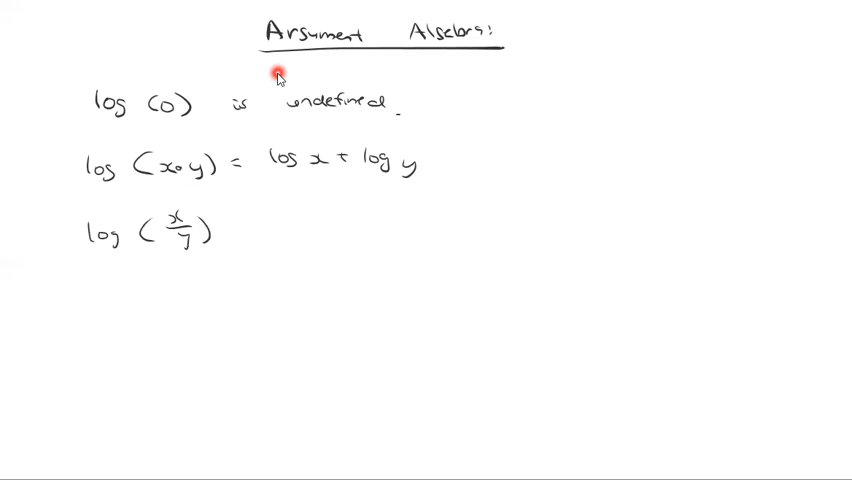 Argument Algebra:
log (0) is undefined.
log (x·y) = log x + log y
log (x/y)